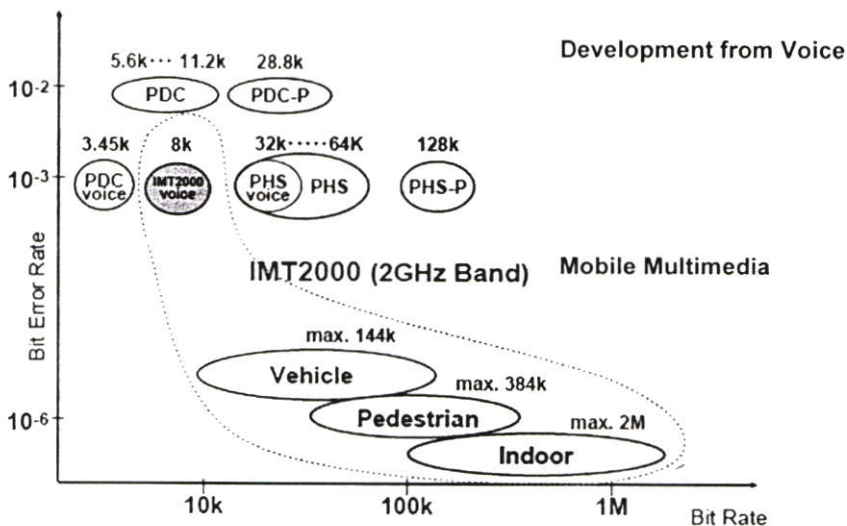 Development from Voice
5.6k··· 11.2k 28.8k
10-2
PDC PDC-P
3.45k 8k 32k·····64K 128k
10-3
PDC voice
IMT2000 voice
PHS voice
PHS
PHS-P
IMT2000 (2GHz Band)
Mobile Multimedia
Bit Error Rate
max. 144k
Vehicle
max. 384k
Pedestrian
10-6
max. 2M
Indoor
10k 100k 1M
Bit Rate